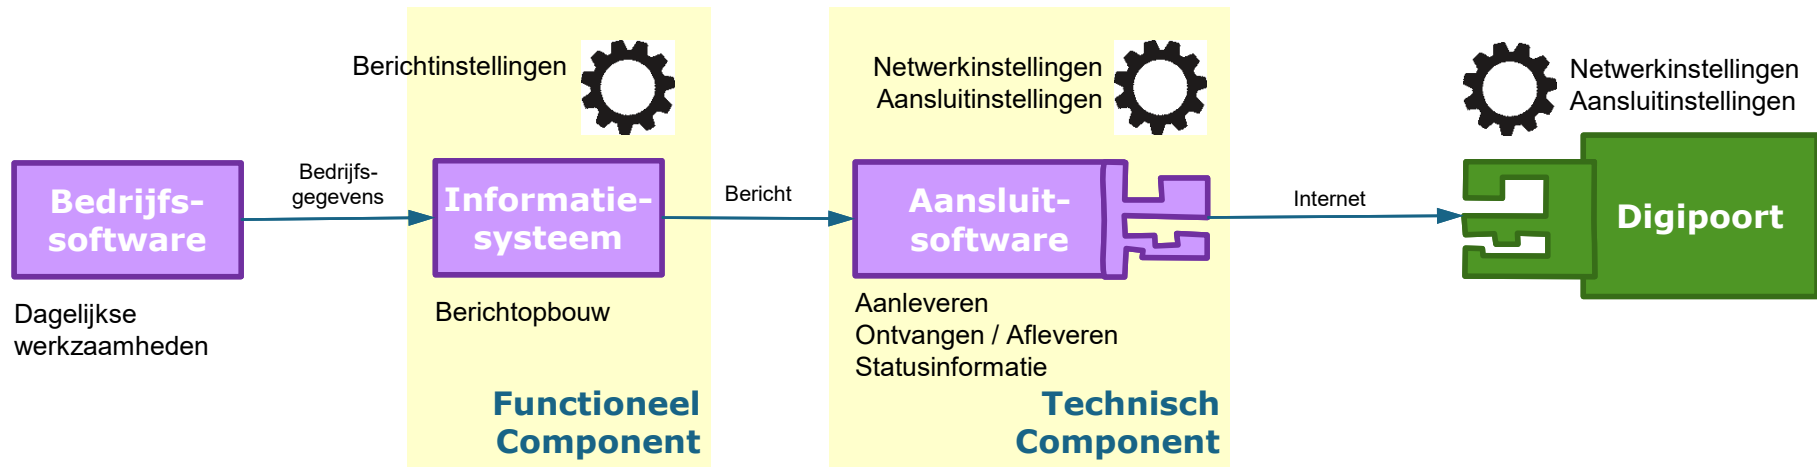 Berichtinstellingen
Netwerkinstellingen
Aansluitinstellingen
Netwerkinstellingen
Aansluitinstellingen
Bedrijfs-
software
Bedrijfs-
gegevens
Informatie-
systeem
Bericht
Aansluit-
software
Internet
Digipoort
Dagelijkse
werkzaamheden
Berichtopbouw
Aanleveren
Ontvangen / Afleveren
Statusinformatie
Functioneel
Component
Technisch
Component